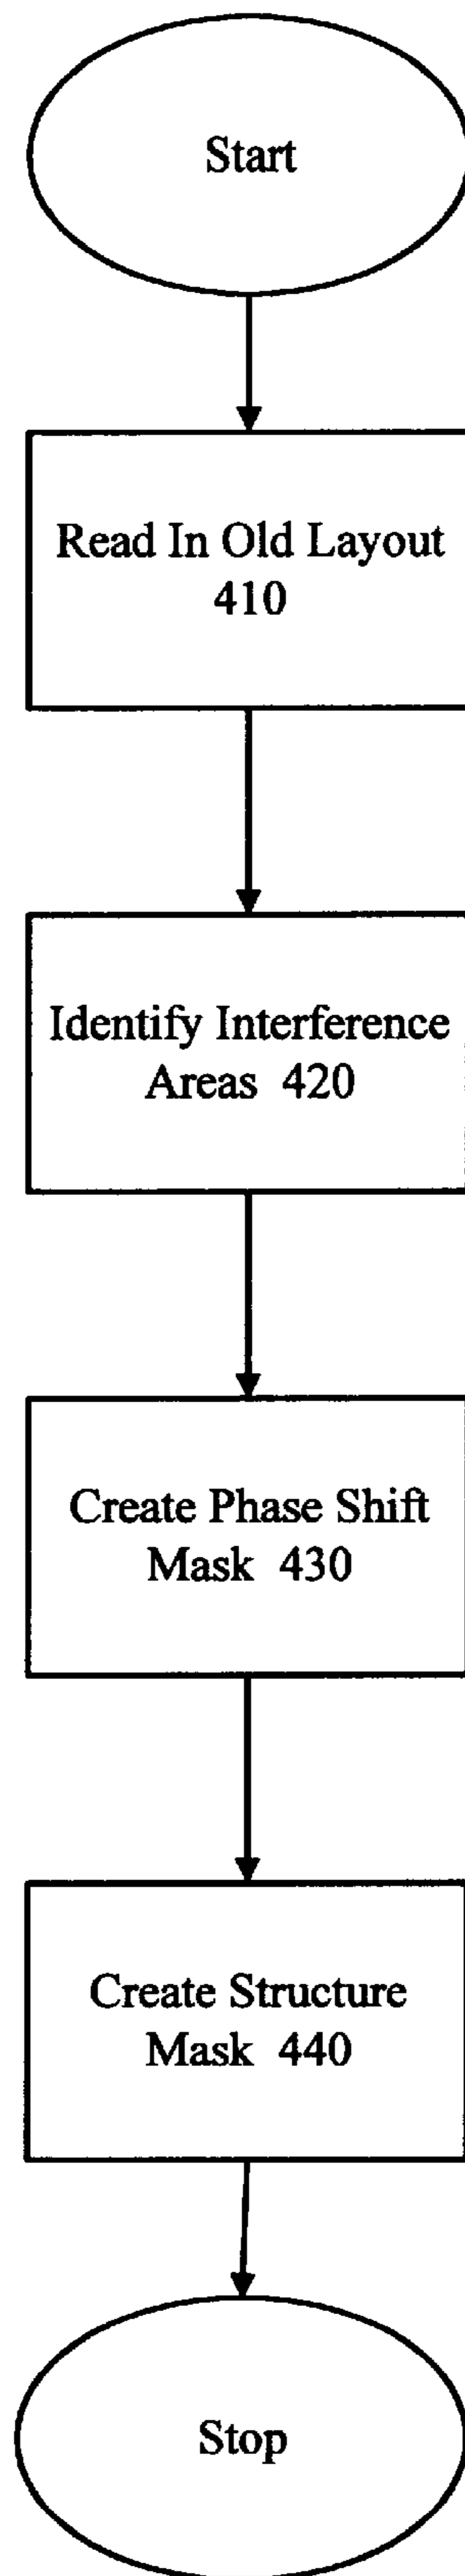 Start
Read In Old Layout
410
Identify Interference
Areas 420
Create Phase Shift
Mask 430
Create Structure
Mask 440
Stop